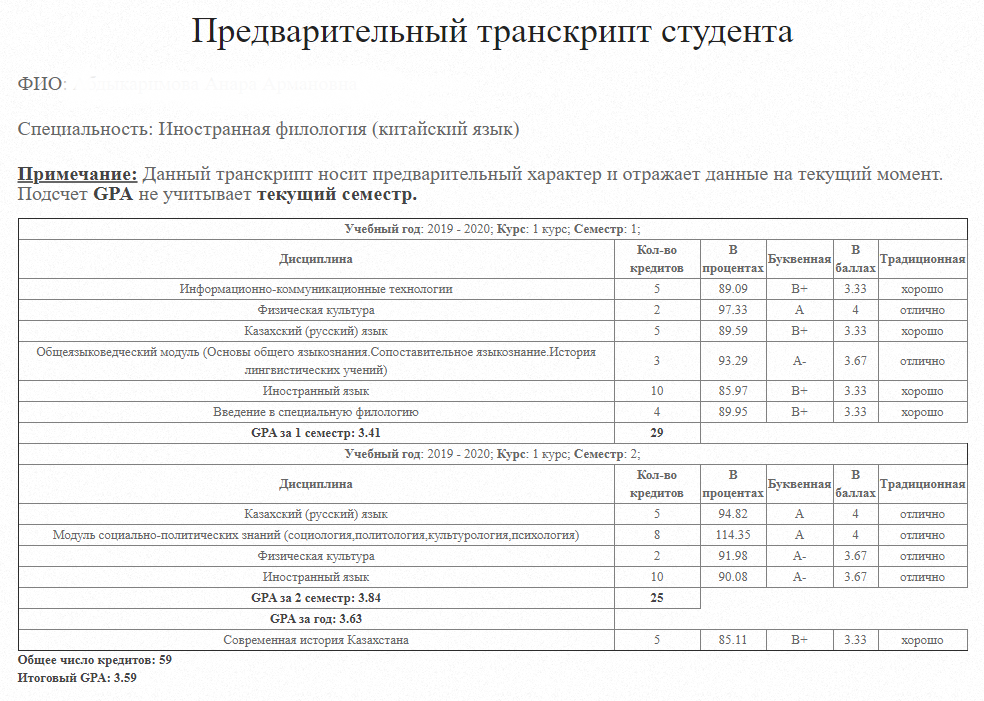 Предварительный транскрипт студента
ФИО:
Специальность: Иностранная филология (китайский язык)
Примечание: Данный транскрипт носит предварительный характер и отражает данные на текущий момент.
Подсчет GPA не учитывает текущий семестр.
Учебный год: 2019 - 2020; Курс: 1 курс; Семестр: 1;
Дисциплина Кол-во кредитов В процентах Буквенная В баллах Традиционная
Информационно-коммуникационные технологии 5 89.09 B+ 3.33 хорошо
Физическая культура 2 97.33 A 4 отлично
Казахский (русский) язык 5 89.59 B+ 3.33 хорошо
Общеязыковедческий модуль (Основы общего языкознания.Сопоставительное языкознание.История
лингвистических учений) 3 93.29 A- 3.67 отлично
Иностранный язык 10 85.97 B+ 3.33 хорошо
Введение в специальную филологию 4 89.95 B+ 3.33 хорошо
GPA за 1 семестр: 3.41 29
Учебный год: 2019 - 2020; Курс: 1 курс; Семестр: 2;
Дисциплина Кол-во кредитов В процентах Буквенная В баллах Традиционная
Казахский (русский) язык 5 94.82 A 4 отлично
Модуль социально-политических знаний (социология,политология,культурология,психология) 8 114.35 A 4 отлично
Физическая культура 2 91.98 A- 3.67 отлично
Иностранный язык 10 90.08 A- 3.67 отлично
GPA за 2 семестр: 3.84 25
GPA за год: 3.63
Современная история Казахстана 5 85.11 B+ 3.33 хорошо
Общее число кредитов: 59
Итоговый GPA: 3.59